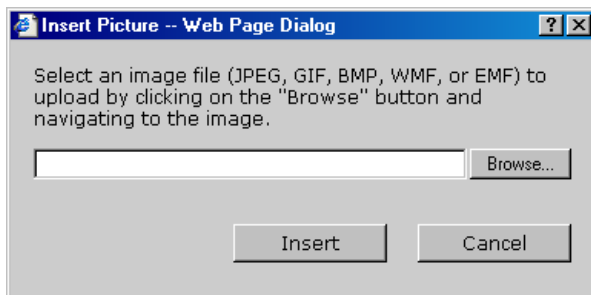 Insert Picture -- Web Page Dialog
Select an image file (JPEG, GIF, BMP, WMF, or EMF) to
upload by clicking on the "Browse" button and
navigating to the image.
Browse...
Insert Cancel